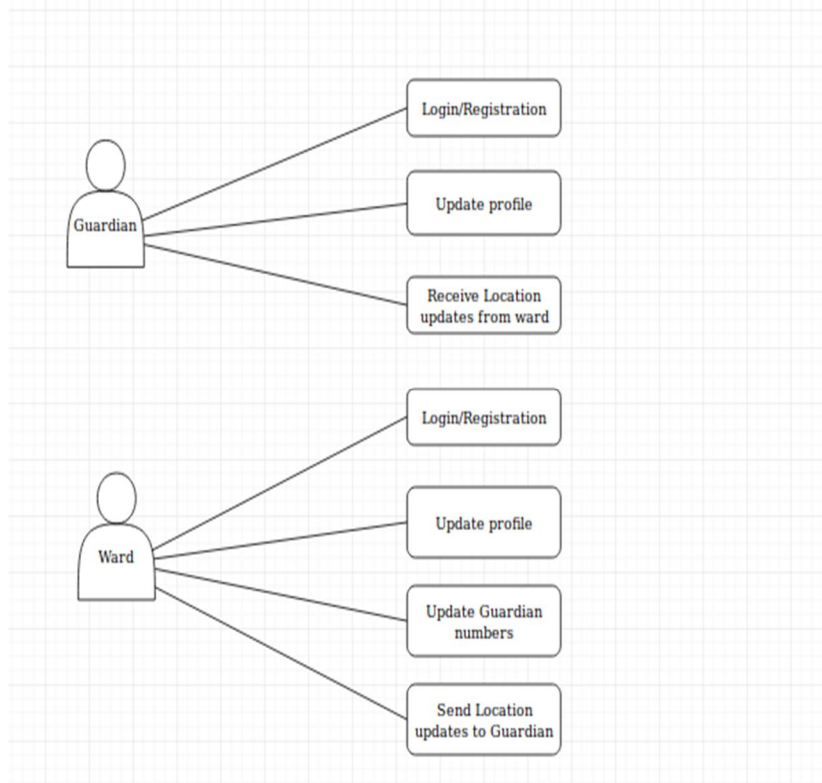 Login/Registration
Guardian
Update profile
Receive Location
updates from ward
Login/Registration
Update profile
Ward
Update Guardian
numbers
Send Location
updates to Guardian